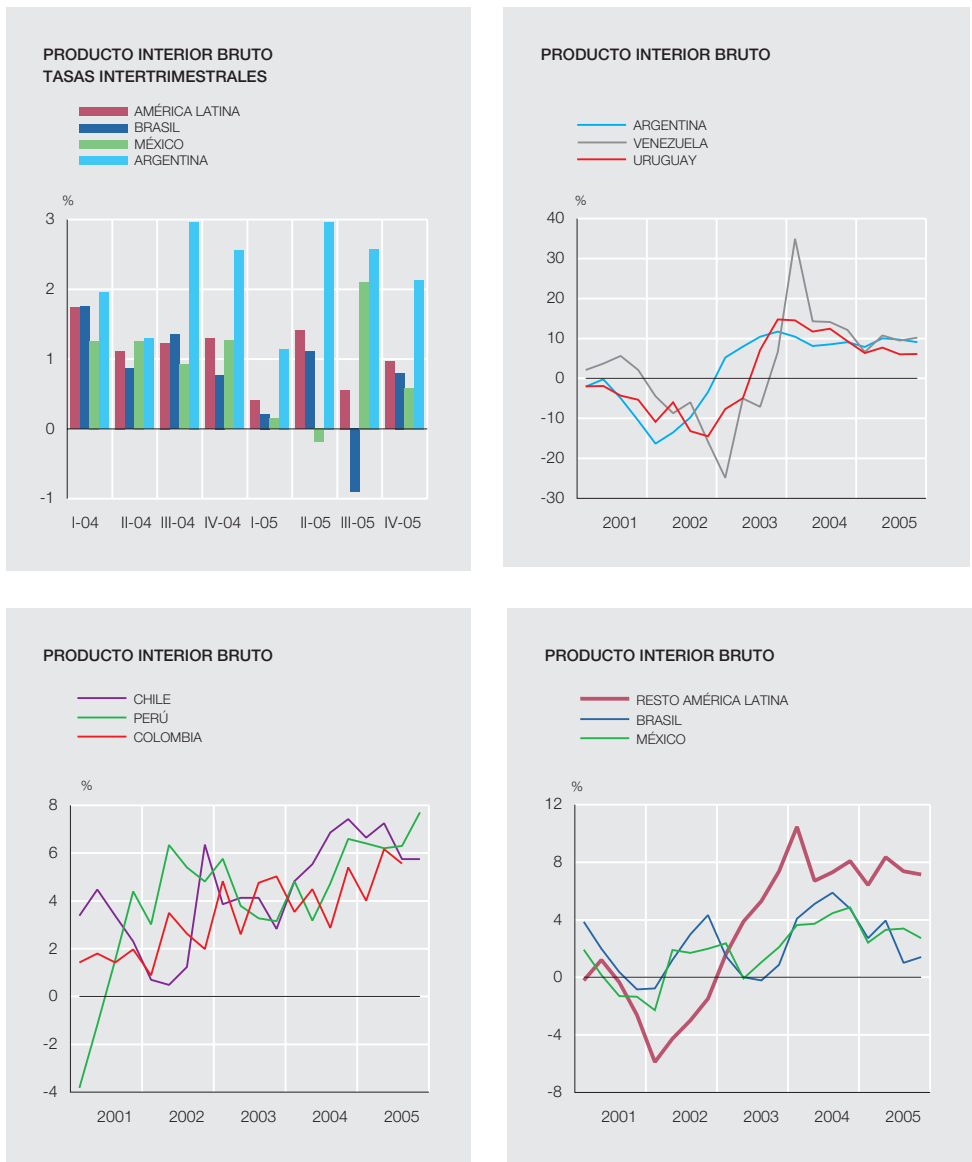 PRODUCTO INTERIOR BRUTO
TASAS INTERTRIMESTRALES
AMÉRICA LATINA
BRASIL
MÉXICO
ARGENTINA
%
3
2
1
0
-1
I-04 II-04 III-04 IV-04 I-05 II-05 III-05 IV-05
PRODUCTO INTERIOR BRUTO
ARGENTINA
VENEZUELA
URUGUAY
%
40
30
20
10
0
-10
-20
-30
2001 2002 2003 2004 2005
PRODUCTO INTERIOR BRUTO
CHILE
PERÚ
COLOMBIA
%
8
6
4
2
0
-2
-4
2001 2002 2003 2004 2005
PRODUCTO INTERIOR BRUTO
RESTO AMÉRICA LATINA
BRASIL
MÉXICO
%
12
8
4
0
-4
-8
2001 2002 2003 2004 2005